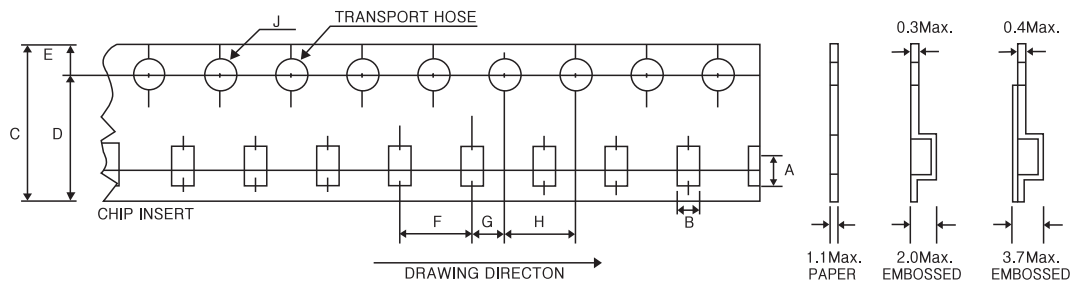 J
TRANSPORT HOSE
E
C
D
A
CHIP INSERT
F
G
H
B
DRAWING DIRECTON
0.3Max.
0.4Max.
1.1Max.
PAPER
2.0Max.
EMBOSSED
3.7Max.
EMBOSSED